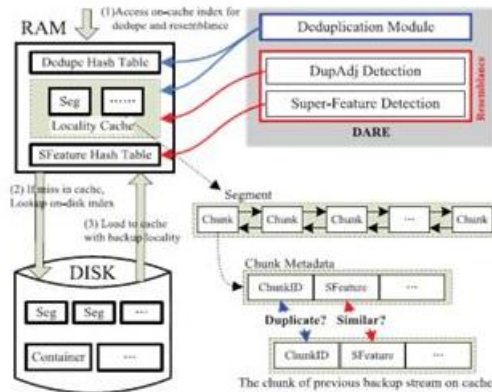 (1)Access on-cache index for
dedupe and resemblance
RAM
Dedupe Hash Table
Seg
......
Locality Cache
SFeature Hash Table
Deduplication Module
DupAdj Detection
Super-Feature Detection
Resemblance
DARE
(2) If miss in cache,
Lookup on-disk index
(3) Load to cache
with backup locality
Segment
Chunk
Chunk
Chunk
...
Chunk
DISK
Seg
Seg
...
Container
...
Chunk Metadata
ChunkID
SFeature
...
Duplicate?
Similar?
ChunkID
SFeature
...
The chunk of previous backup stream on cache